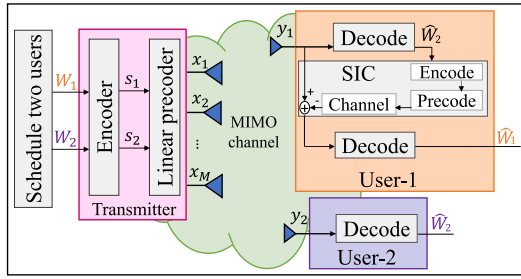 Schedule two users
W₁
W₂
Encoder
s₁
s₂
Linear precoder
Transmitter
x₁
x₂
...
x_M
MIMO
channel
y₁
Decode
Ŵ₂
SIC
Encode
Precode
Channel
+
-
Decode
Ŵ₁
User-1
y₂
Decode
Ŵ₂
User-2